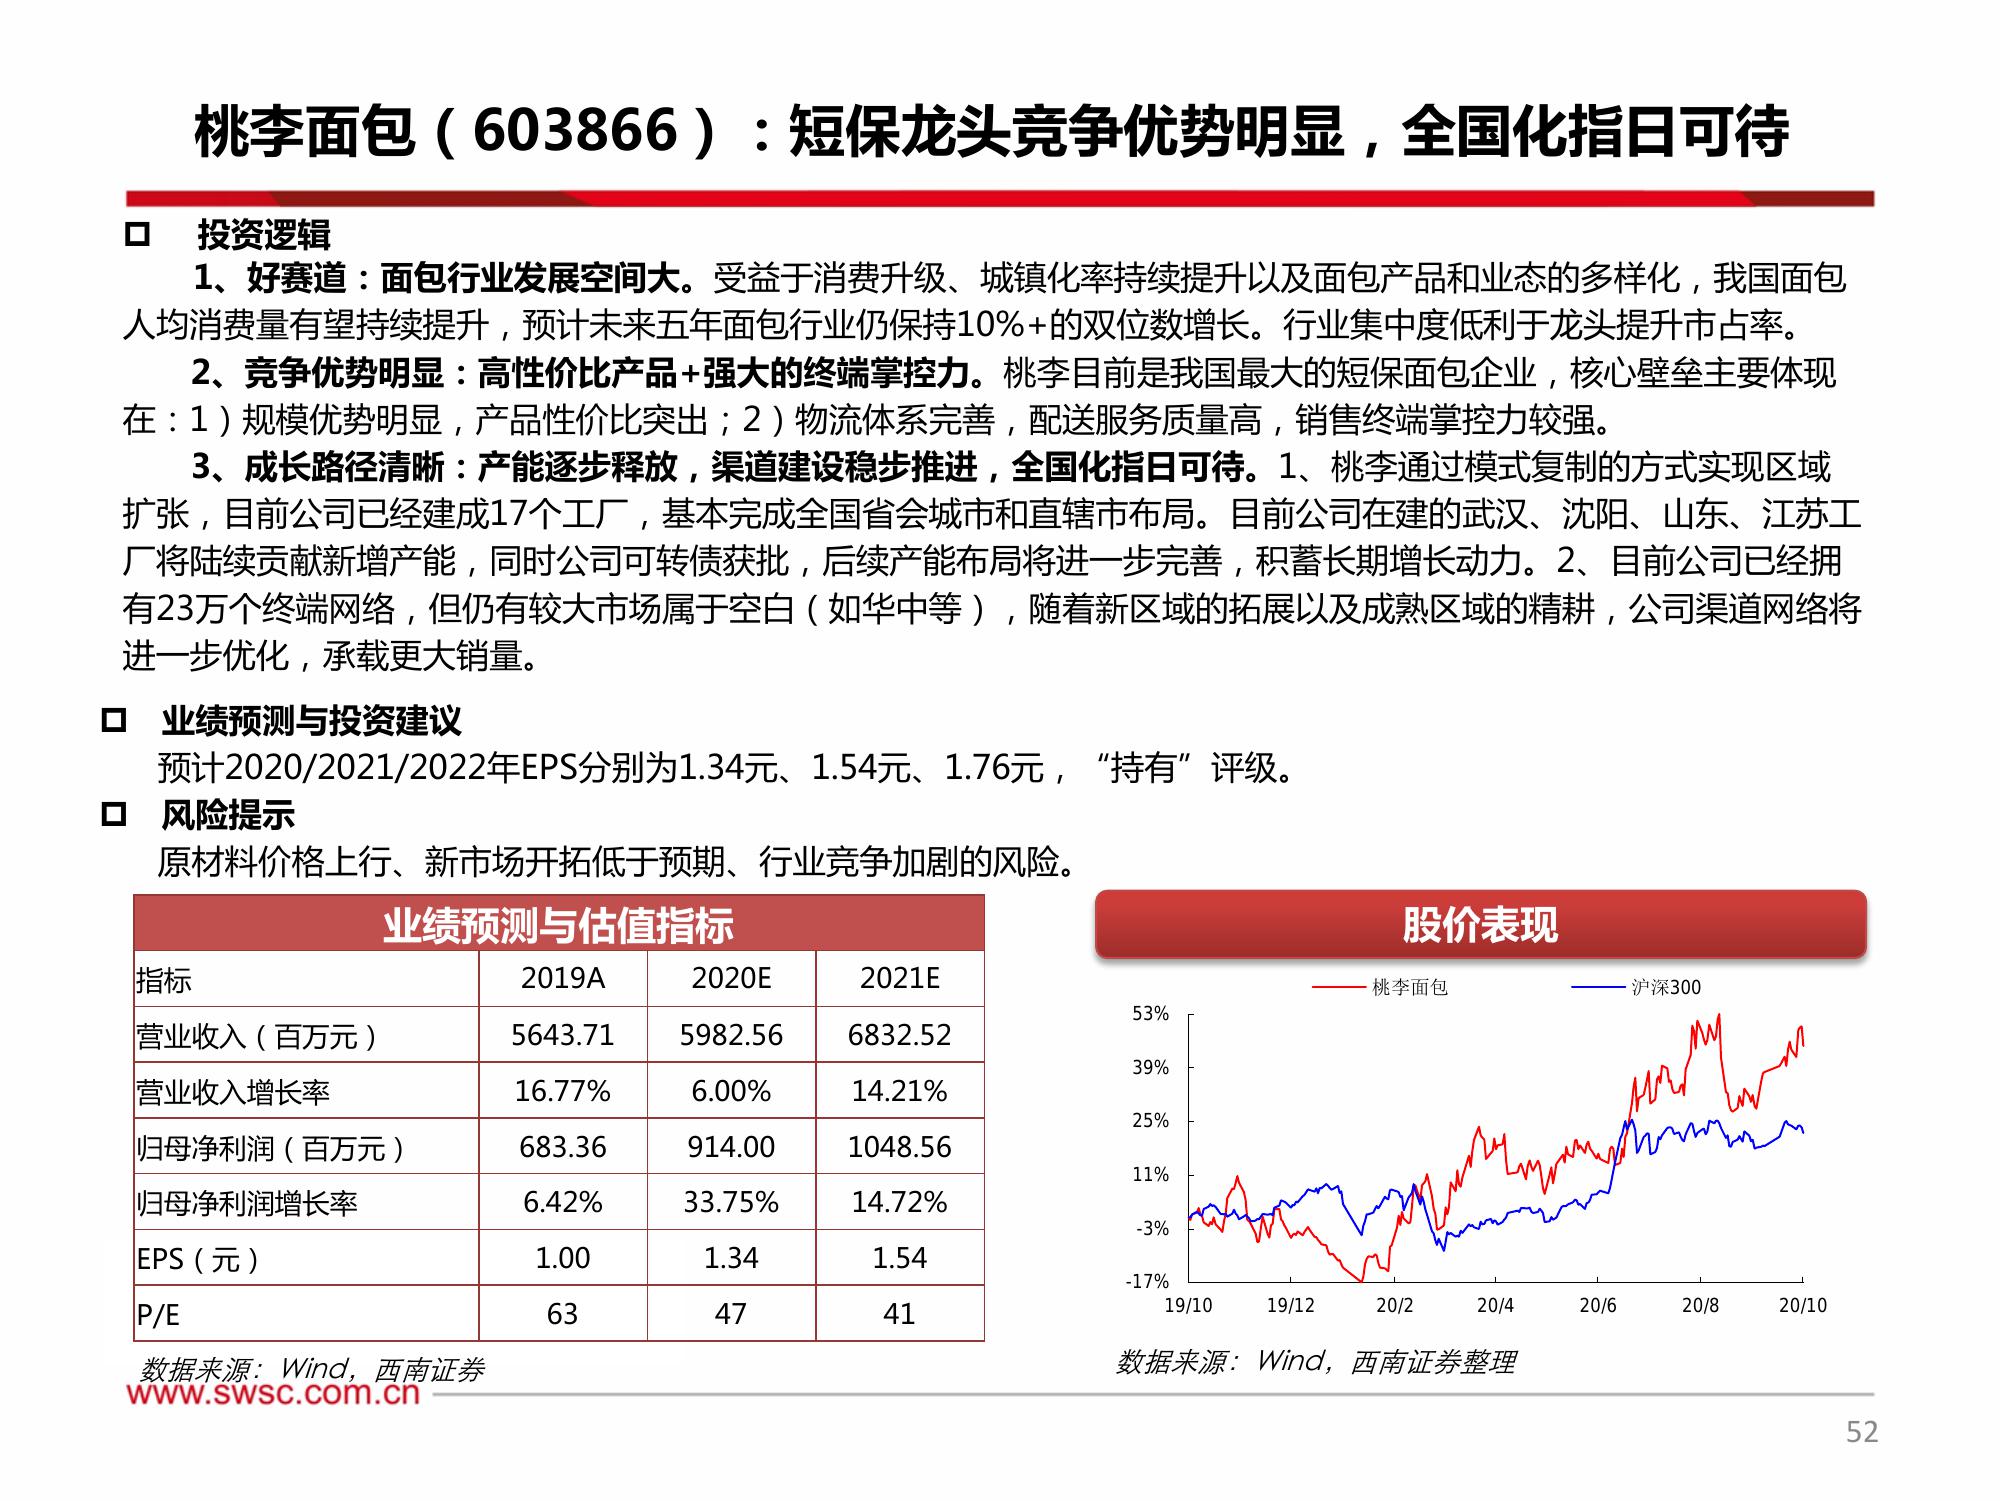 桃李面包（603866）：短保龙头竞争优势明显，全国化指日可待
投资逻辑
1、好赛道：面包行业发展空间大。受益于消费升级、城镇化率持续提升以及面包产品和业态的多样化，我国面包
人均消费量有望持续提升，预计未来五年面包行业仍保持10%+的双位数增长。行业集中度低利于龙头提升市占率。
2、竞争优势明显：高性价比产品+强大的终端掌控力。桃李目前是我国最大的短保面包企业，核心壁垒主要体现
在：1）规模优势明显，产品性价比突出；2）物流体系完善，配送服务质量高，销售终端掌控力较强。
3、成长路径清晰：产能逐步释放，渠道建设稳步推进，全国化指日可待。1、桃李通过模式复制的方式实现区域
扩张，目前公司已经建成17个工厂，基本完成全国省会城市和直辖市布局。目前公司在建的武汉、沈阳、山东、江苏工
厂将陆续贡献新增产能，同时公司可转债获批，后续产能布局将进一步完善，积蓄长期增长动力。2、目前公司已经拥
有23万个终端网络，但仍有较大市场属于空白（如华中等），随着新区域的拓展以及成熟区域的精耕，公司渠道网络将
进一步优化，承载更大销量。
业绩预测与投资建议
预计2020/2021/2022年EPS分别为1.34元、1.54元、1.76元，“持有”评级。
风险提示
原材料价格上行、新市场开拓低于预期、行业竞争加剧的风险。
业绩预测与估值指标
指标 2019A 2020E 2021E
营业收入（百万元） 5643.71 5982.56 6832.52
营业收入增长率 16.77% 6.00% 14.21%
归母净利润（百万元） 683.36 914.00 1048.56
归母净利润增长率 6.42% 33.75% 14.72%
EPS（元） 1.00 1.34 1.54
P/E 63 47 41
数据来源：Wind，西南证券
股价表现
桃李面包 沪深300
53%
39%
25%
11%
-3%
-17%
19/10 19/12 20/2 20/4 20/6 20/8 20/10
数据来源：Wind，西南证券整理
www.swsc.com.cn
52